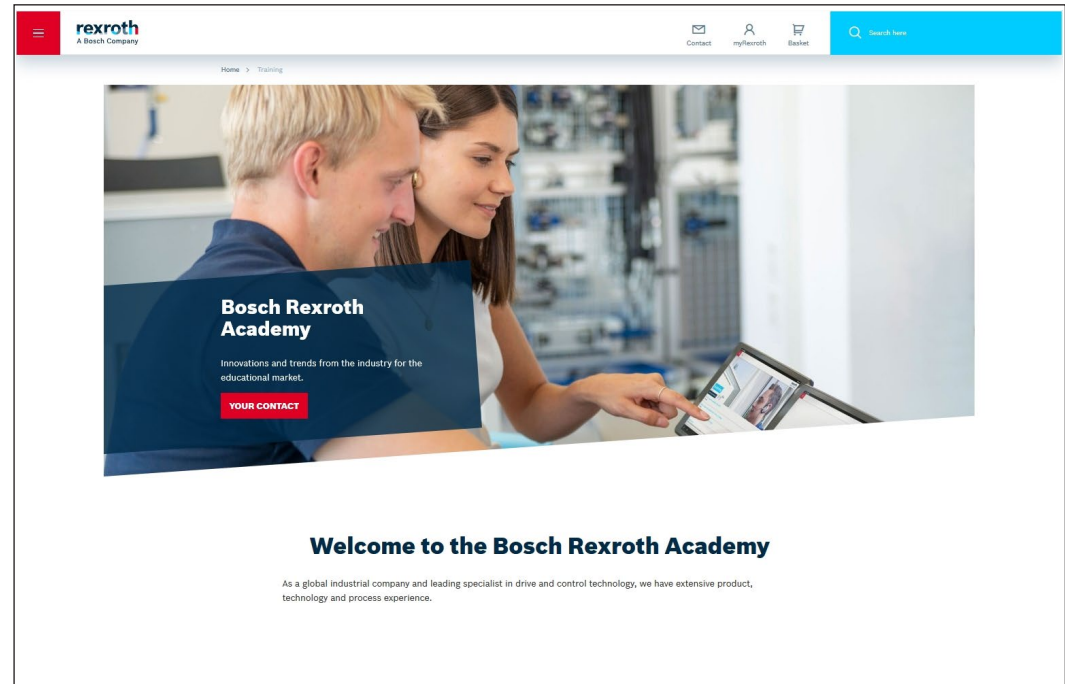 rexroth
A Bosch Company
Contact
myRexroth
Basket
Search here
Home > Training
Bosch Rexroth
Academy
Innovations and trends from the industry for the
educational market.
YOUR CONTACT
Welcome to the Bosch Rexroth Academy
As a global industrial company and leading specialist in drive and control technology, we have extensive product,
technology and process experience.